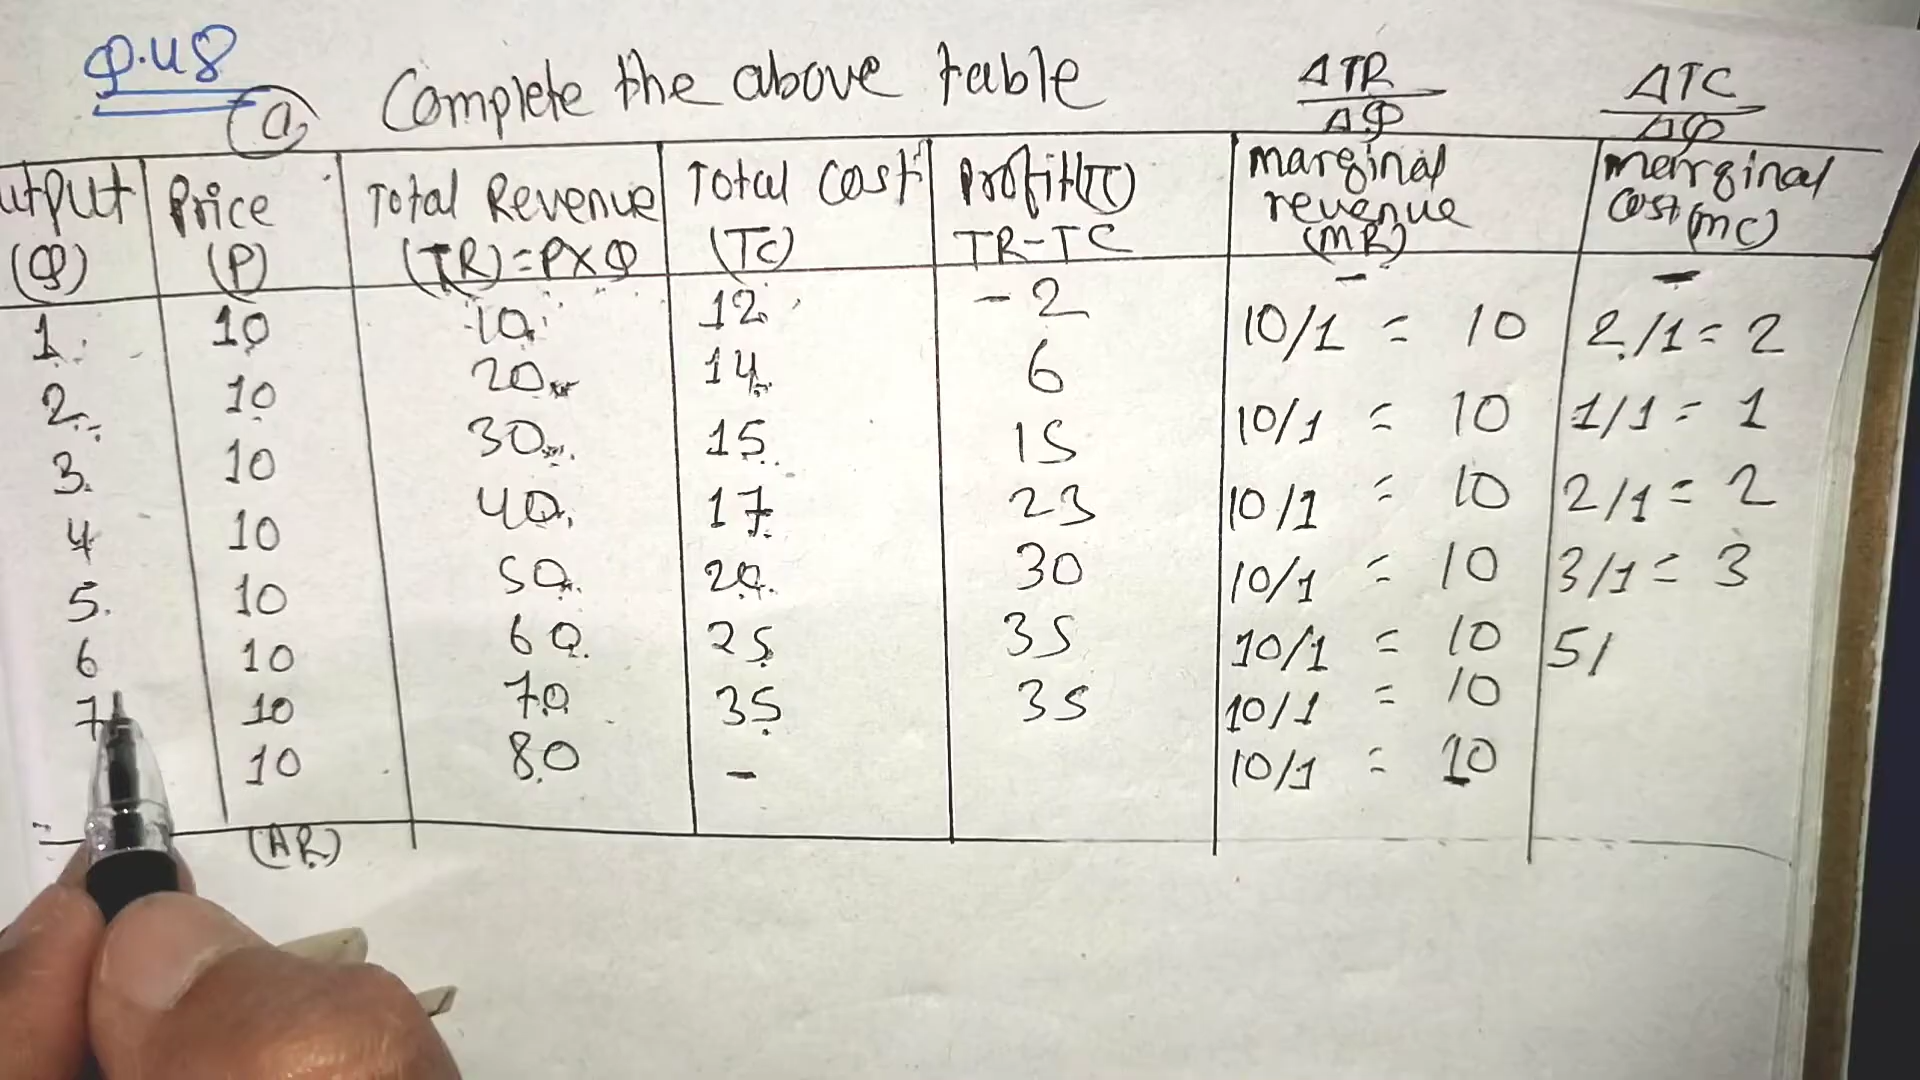 Q.48
(a) Complete the above table
ΔTR/ΔQ ΔTC/ΔQ
utput (Q) | Price (P) | Total Revenue (TR)=P×Q | Total Cost (TC) | Profit(π) TR-TC | marginal revenue (MR) | merrginal cost(mc)
1. 10 10 12 -2 - -
2. 10 20 14 6 10/1 = 10 2/1 = 2
3. 10 30 15 15 10/1 = 10 1/1 = 1
4 10 40 17 23 10/1 = 10 2/1 = 2
5. 10 50 20 30 10/1 = 10 3/1 = 3
6 10 60 25 35 10/1 = 10 5/
7 10 70 35 35 10/1 = 10
10 80 - 10/1 = 10
(AR)